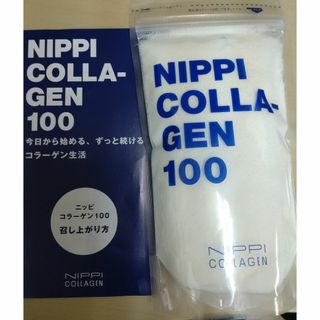 NIPPI
COLLA-
GEN
100
今日から始める、ずっと続ける
コラーゲン生活
ニッピ
コラーゲン100
召し上がり方
NIPPI
COLLAGEN
NIPPI
COLLA-
GEN
100
NIPPI
COLLAGEN